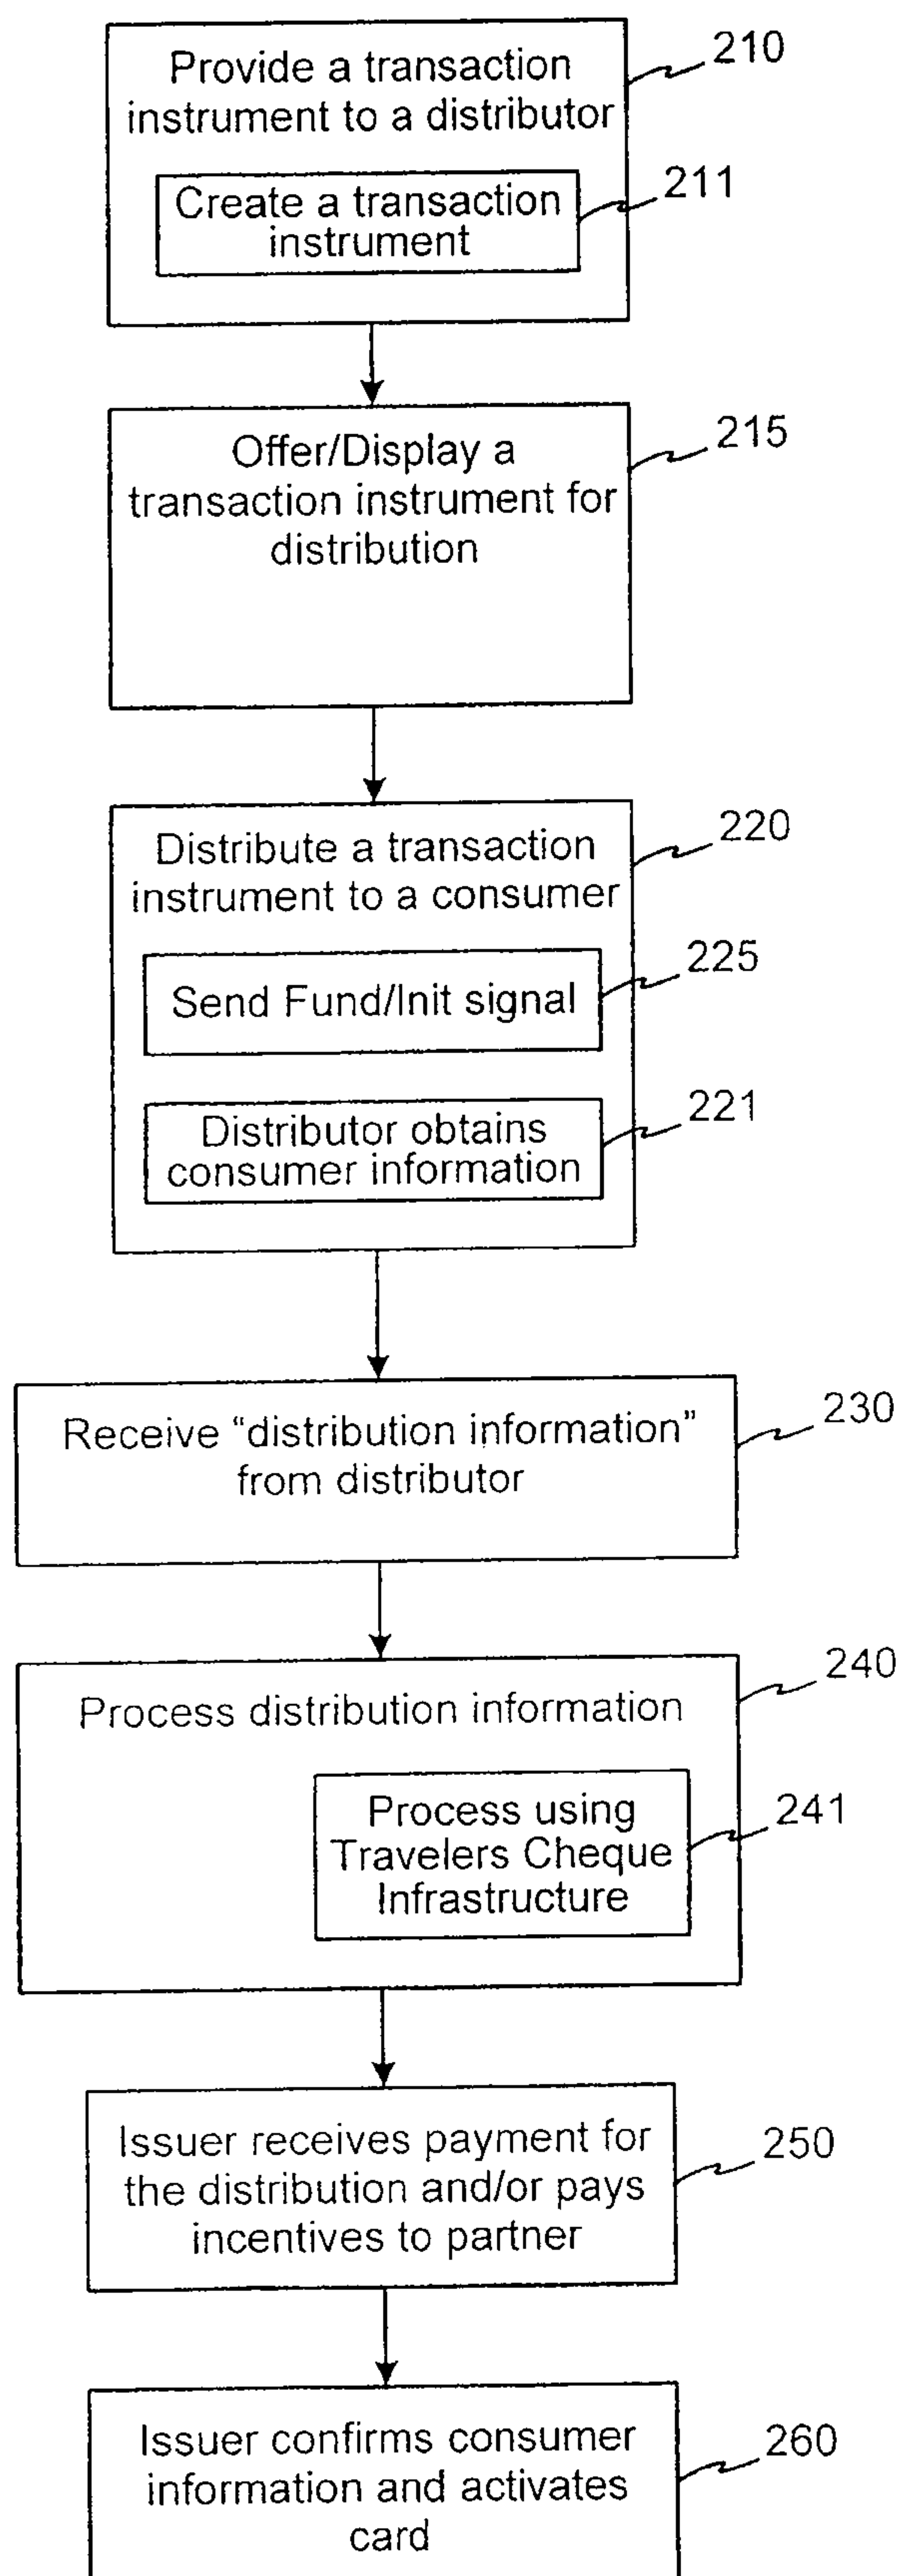 Provide a transaction
instrument to a distributor
210
Create a transaction
instrument
211
Offer/Display a
transaction instrument for
distribution
215
Distribute a transaction
instrument to a consumer
220
Send Fund/Init signal
225
Distributor obtains
consumer information
221
Receive “distribution information”
from distributor
230
Process distribution information
240
Process using
Travelers Cheque
Infrastructure
241
Issuer receives payment for
the distribution and/or pays
incentives to partner
250
Issuer confirms consumer
information and activates
card
260